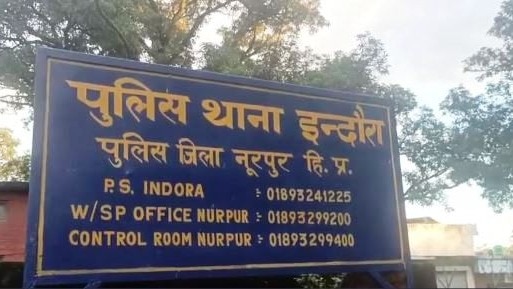 पुलिस थाना इन्दौरा
पुलिस जिला नूरपुर हि. प्र.
P.S. INDORA :- 01893241225
W/SP OFFICE NURPUR :- 01893299200
CONTROL ROOM NURPUR :- 01893299400